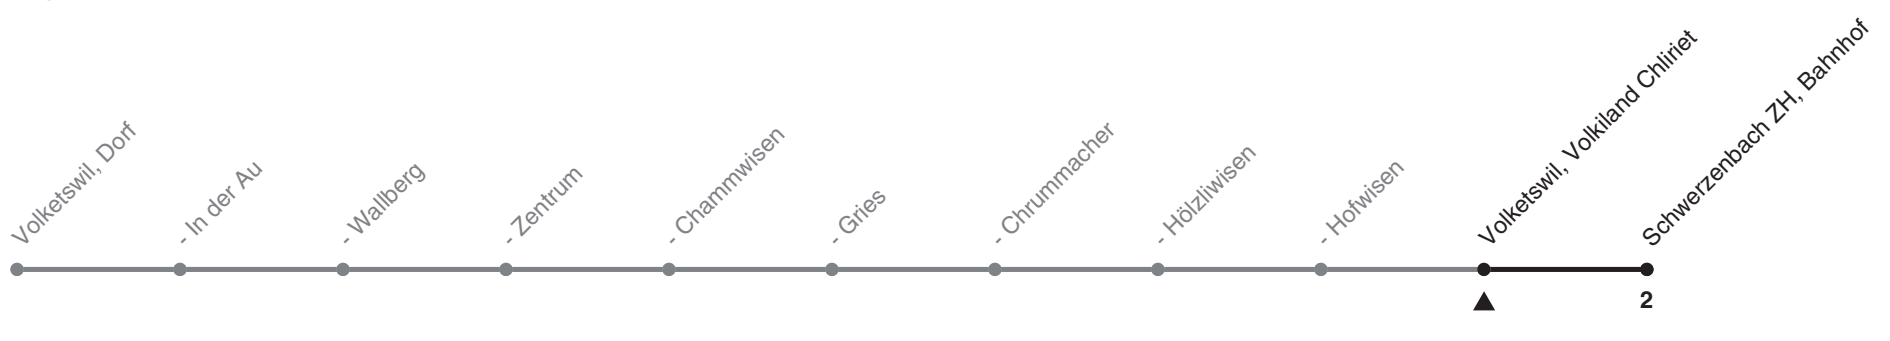 Volketswil, Dorf
- In der Au
- Wallberg
- Zentrum
- Chammwisen
- Gries
- Chrummacher
- Hölzliwisen
- Hofwisen
Volketswil, Volkiland Chliriet
Schwerzenbach ZH, Bahnhof
2